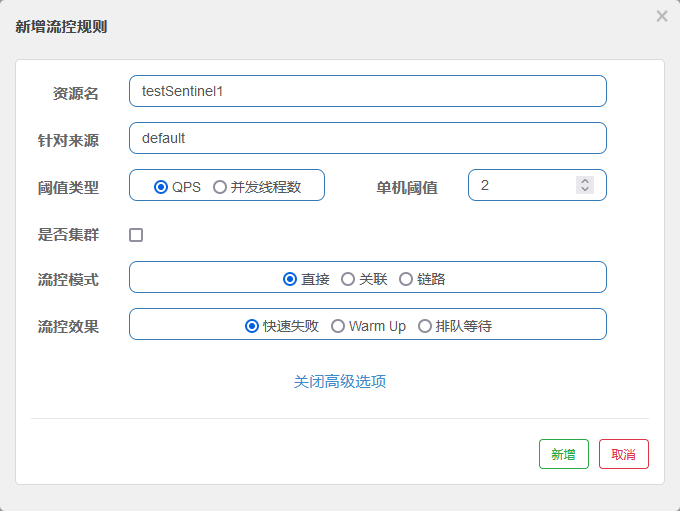 新增流控规则
×
资源名 testSentinel1
针对来源 default
阈值类型 QPS 并发线程数 单机阈值 2
是否集群
流控模式 直接 关联 链路
流控效果 快速失败 Warm Up 排队等待
关闭高级选项
新增 取消